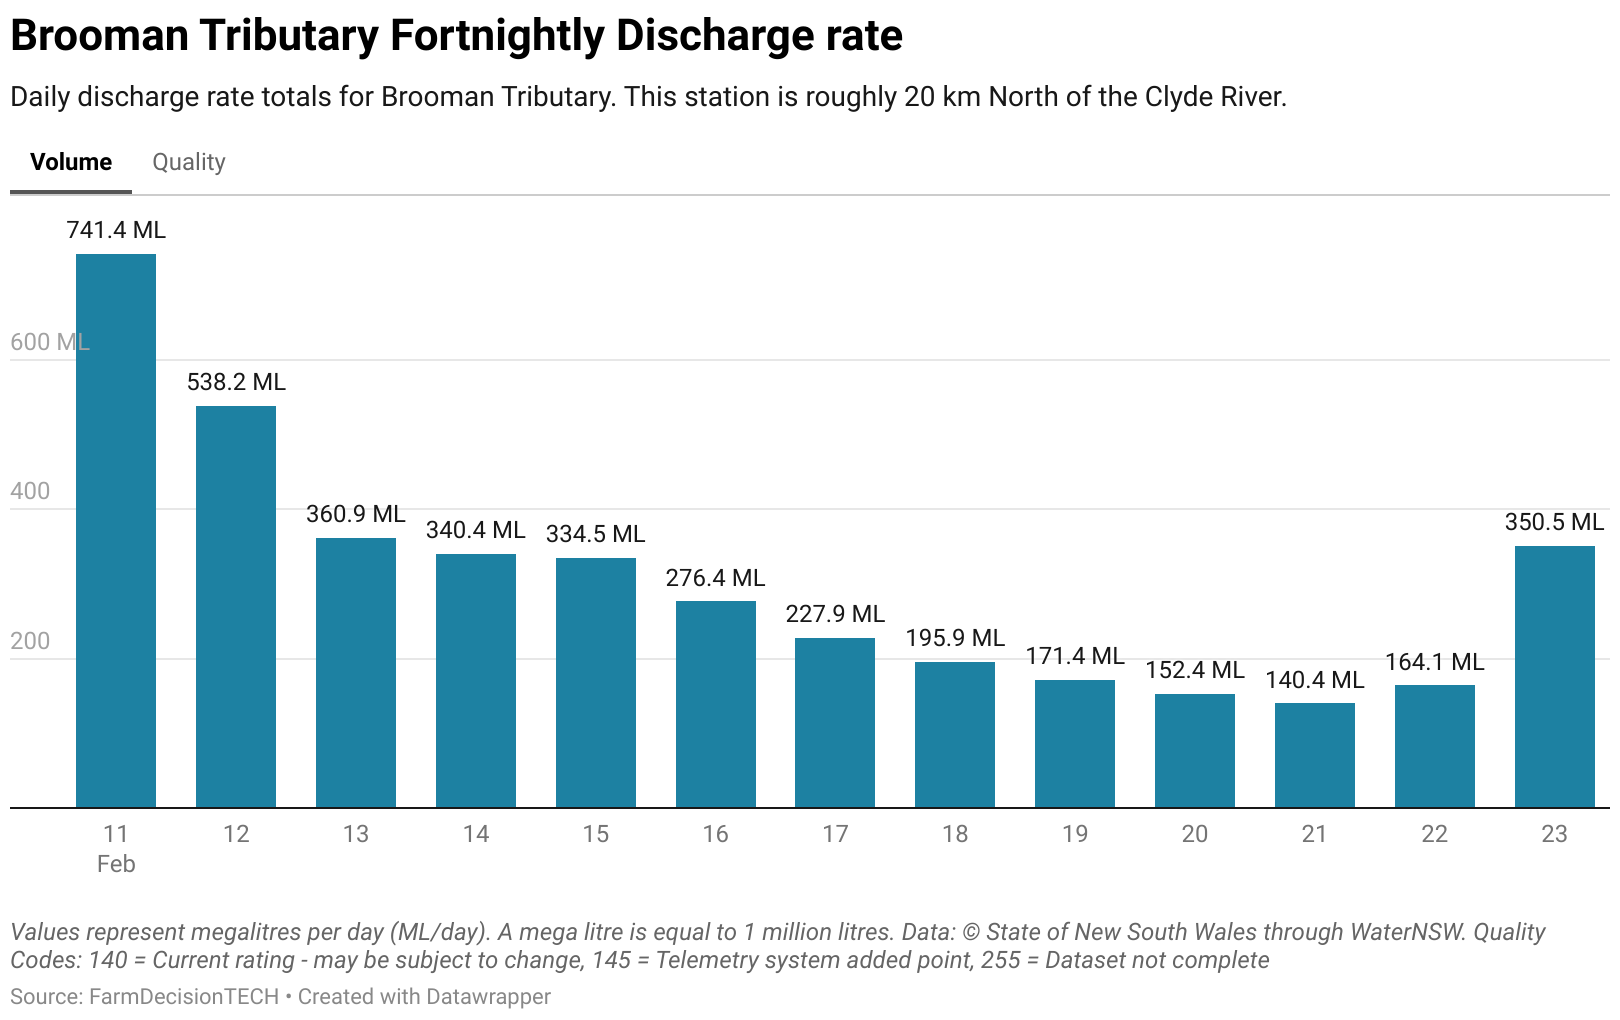 Brooman Tributary Fortnightly Discharge rate
Daily discharge rate totals for Brooman Tributary. This station is roughly 20 km North of the Clyde River.
Volume Quality
741.4 ML
600 ML
538.2 ML
400
360.9 ML
340.4 ML
334.5 ML
350.5 ML
276.4 ML
227.9 ML
200
195.9 ML
171.4 ML
152.4 ML
140.4 ML
164.1 ML
11 12 13 14 15 16 17 18 19 20 21 22 23
Feb
Values represent megalitres per day (ML/day). A mega litre is equal to 1 million litres. Data: © State of New South Wales through WaterNSW. Quality
Codes: 140 = Current rating - may be subject to change, 145 = Telemetry system added point, 255 = Dataset not complete
Source: FarmDecisionTECH • Created with Datawrapper